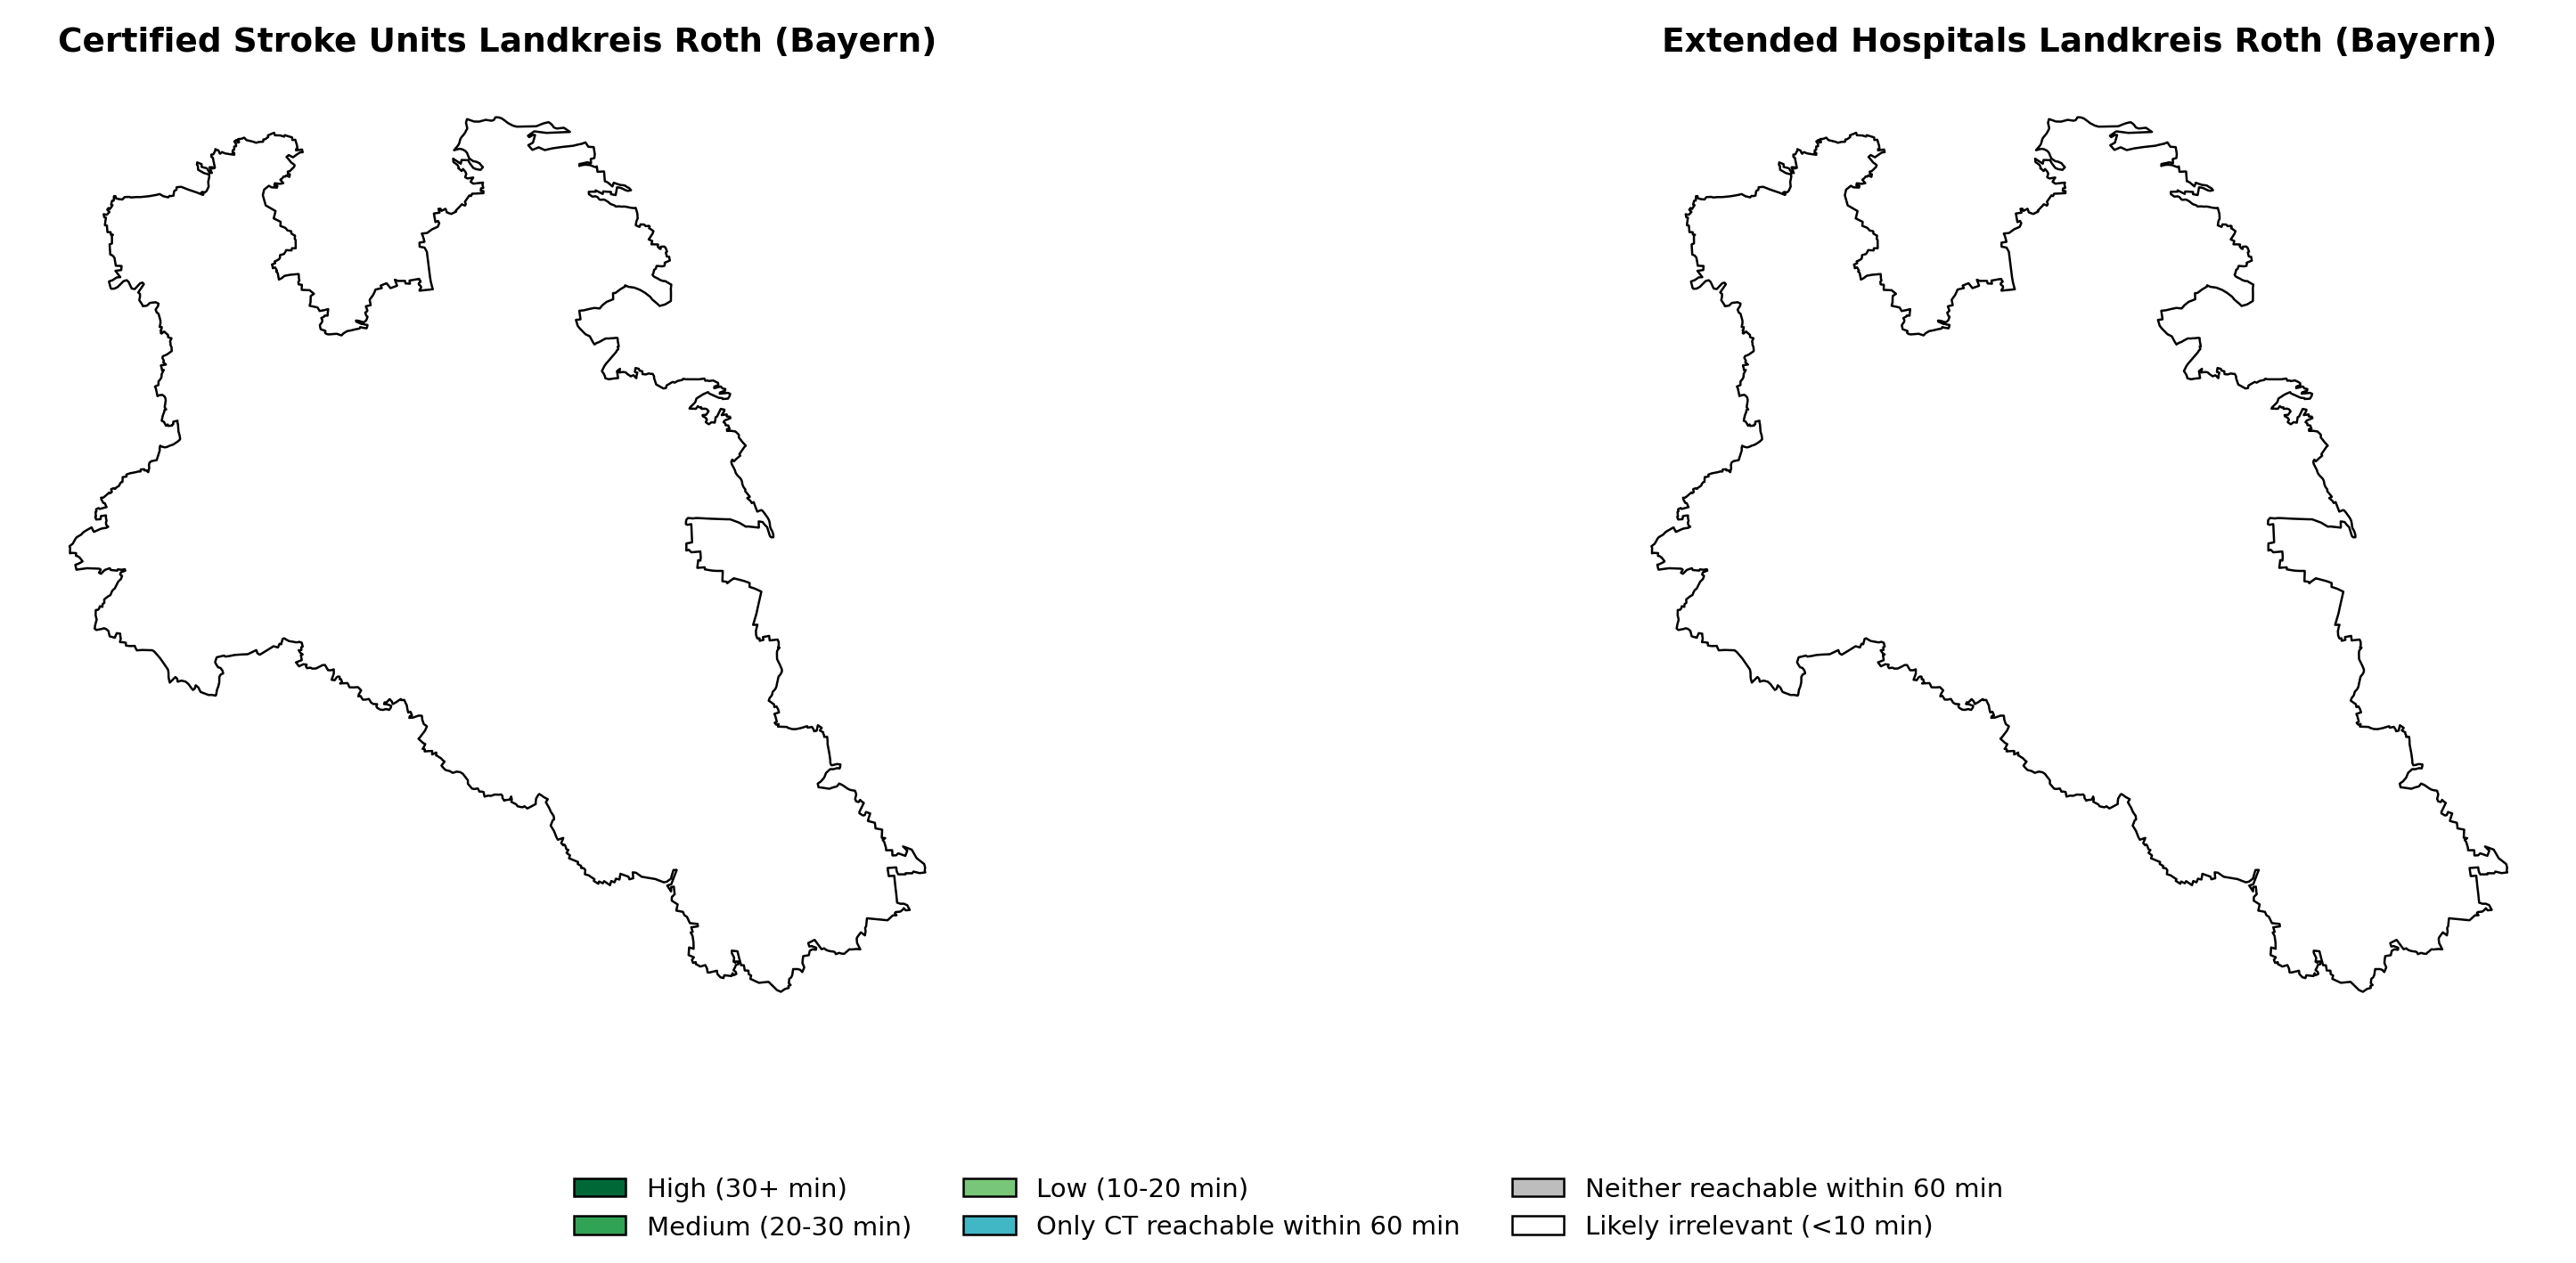 Certified Stroke Units Landkreis Roth (Bayern)
Extended Hospitals Landkreis Roth (Bayern)
High (30+ min)
Medium (20-30 min)
Low (10-20 min)
Only CT reachable within 60 min
Neither reachable within 60 min
Likely irrelevant (<10 min)